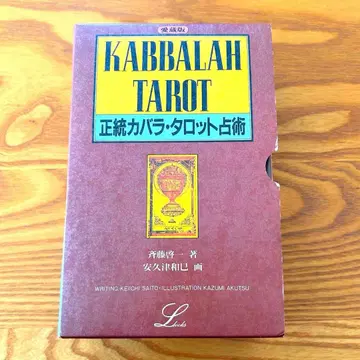 愛蔵版
KABBALAH
TAROT
正統カバラ・タロット占術
斉藤啓一 著
安久津和巳 画
WRITING KEIICHI SAITO・ILLUSTRATION KAZUMI AKUTSU
L books